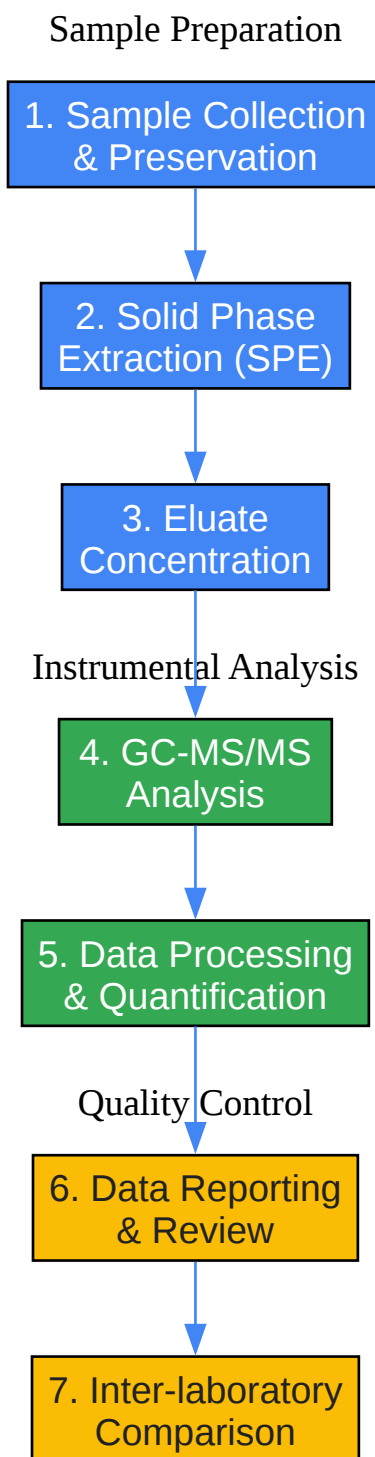 Sample Preparation
1. Sample Collection
& Preservation
2. Solid Phase
Extraction (SPE)
3. Eluate
Concentration
Instrumental Analysis
4. GC-MS/MS
Analysis
5. Data Processing
& Quantification
Quality Control
6. Data Reporting
& Review
7. Inter-laboratory
Comparison